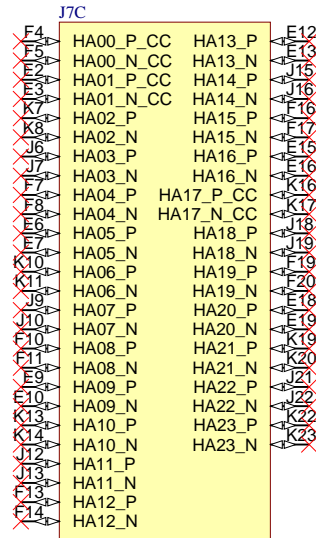 J7C
F4 HA00_P_CC HA13_P E12
F5 HA00_N_CC HA13_N E13
E2 HA01_P_CC HA14_P J15
E3 HA01_N_CC HA14_N J16
K7 HA02_P HA15_P F16
K8 HA02_N HA15_N F17
J6 HA03_P HA16_P E15
J7 HA03_N HA16_N E16
F7 HA04_P HA17_P_CC K16
F8 HA04_N HA17_N_CC K17
E6 HA05_P HA18_P J18
E7 HA05_N HA18_N J19
K10 HA06_P HA19_P F19
K11 HA06_N HA19_N F20
J9 HA07_P HA20_P E18
J10 HA07_N HA20_N E19
F10 HA08_P HA21_P K19
F11 HA08_N HA21_N K20
E9 HA09_P HA22_P J21
E10 HA09_N HA22_N J22
K13 HA10_P HA23_P K22
K14 HA10_N HA23_N K23
J12 HA11_P
J13 HA11_N
F13 HA12_P
F14 HA12_N